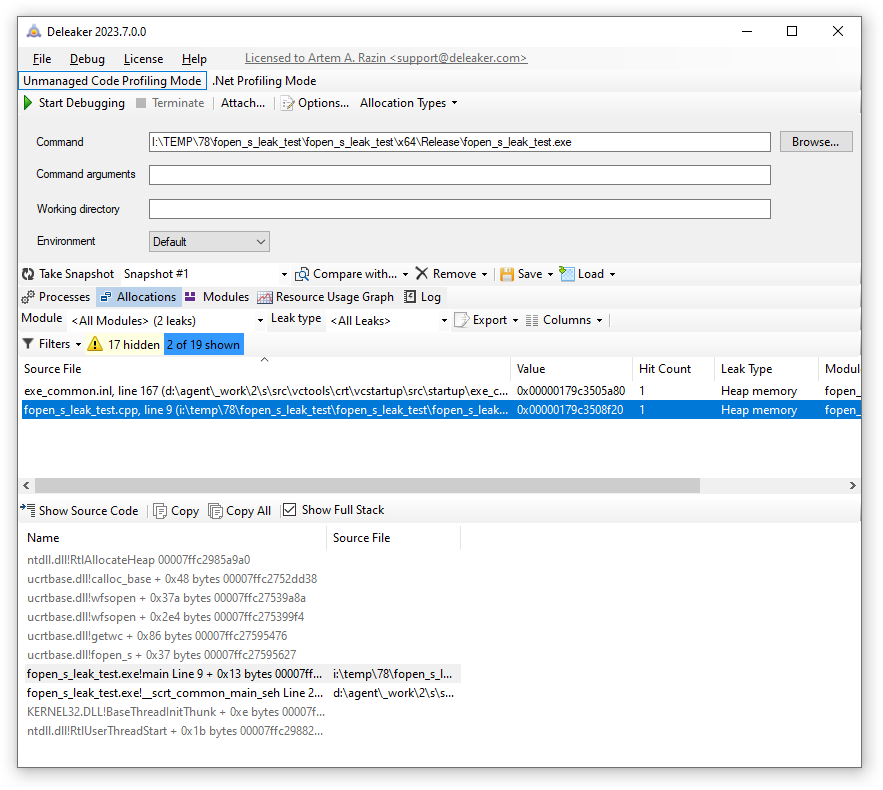 Deleaker 2023.7.0.0
File Debug License Help Licensed to Artem A. Razin <support@deleaker.com>
Unmanaged Code Profiling Mode .Net Profiling Mode
Start Debugging Terminate Attach... Options... Allocation Types
Command I:\TEMP\78\fopen_s_leak_test\fopen_s_leak_test\x64\Release\fopen_s_leak_test.exe Browse...
Command arguments
Working directory
Environment Default
Take Snapshot Snapshot #1 Compare with... Remove Save Load
Processes Allocations Modules Resource Usage Graph Log
Module <All Modules> (2 leaks) Leak type <All Leaks> Export Columns
Filters 17 hidden 2 of 19 shown
Source File Value Hit Count Leak Type Modul
exe_common.inl, line 167 (d:\agent\_work\2\s\src\vctools\crt\vcstartup\src\startup\exe_c... 0x00000179c3505a80 1 Heap memory fopen_
fopen_s_leak_test.cpp, line 9 (i:\temp\78\fopen_s_leak_test\fopen_s_leak_test\fopen_s_leak... 0x00000179c3508f20 1 Heap memory fopen_
Show Source Code Copy Copy All Show Full Stack
Name Source File
ntdll.dll!RtlAllocateHeap 00007ffc2985a9a0
ucrtbase.dll!calloc_base + 0x48 bytes 00007ffc2752dd38
ucrtbase.dll!wfsopen + 0x37a bytes 00007ffc27539a8a
ucrtbase.dll!wfsopen + 0x2e4 bytes 00007ffc275399f4
ucrtbase.dll!getwc + 0x86 bytes 00007ffc27595476
ucrtbase.dll!fopen_s + 0x37 bytes 00007ffc27595627
fopen_s_leak_test.exe!main Line 9 + 0x13 bytes 00007ff... i:\temp\78\fopen_s_l...
fopen_s_leak_test.exe!__scrt_common_main_seh Line 2... d:\agent\_work\2\s\s...
KERNEL32.DLL!BaseThreadInitThunk + 0xe bytes 00007f...
ntdll.dll!RtlUserThreadStart + 0x1b bytes 00007ffc29882...